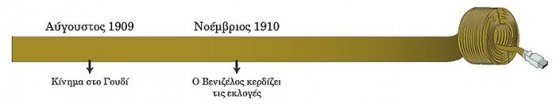 Αύγουστος 1909
Νοέμβριος 1910
Κίνημα στο Γουδί
Ο Βενιζέλος κερδίζει
τις εκλογές